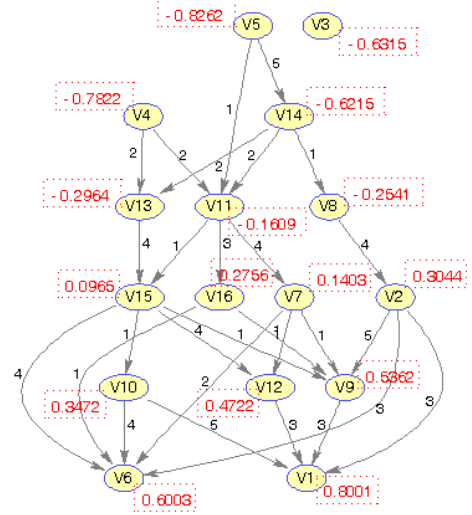 - 0.8262
V5 V3
- 0.6315
5
- 0.7822 - 0.6215
V4 V14
1
2 2 2 2 1
- 0.2964 - 0.2541
V13 V11 V8
- 0.1609
4 1 3 4 4
0.0965 0.2756 0.1403 0.3044
V15 V16 V7 V2
1 4 1 1 1 5
4 1 2
V10 V12 V9 0.5362
0.3472 0.4722 3 3
4 5 3 3
V6 V1
0.6003 0.8001